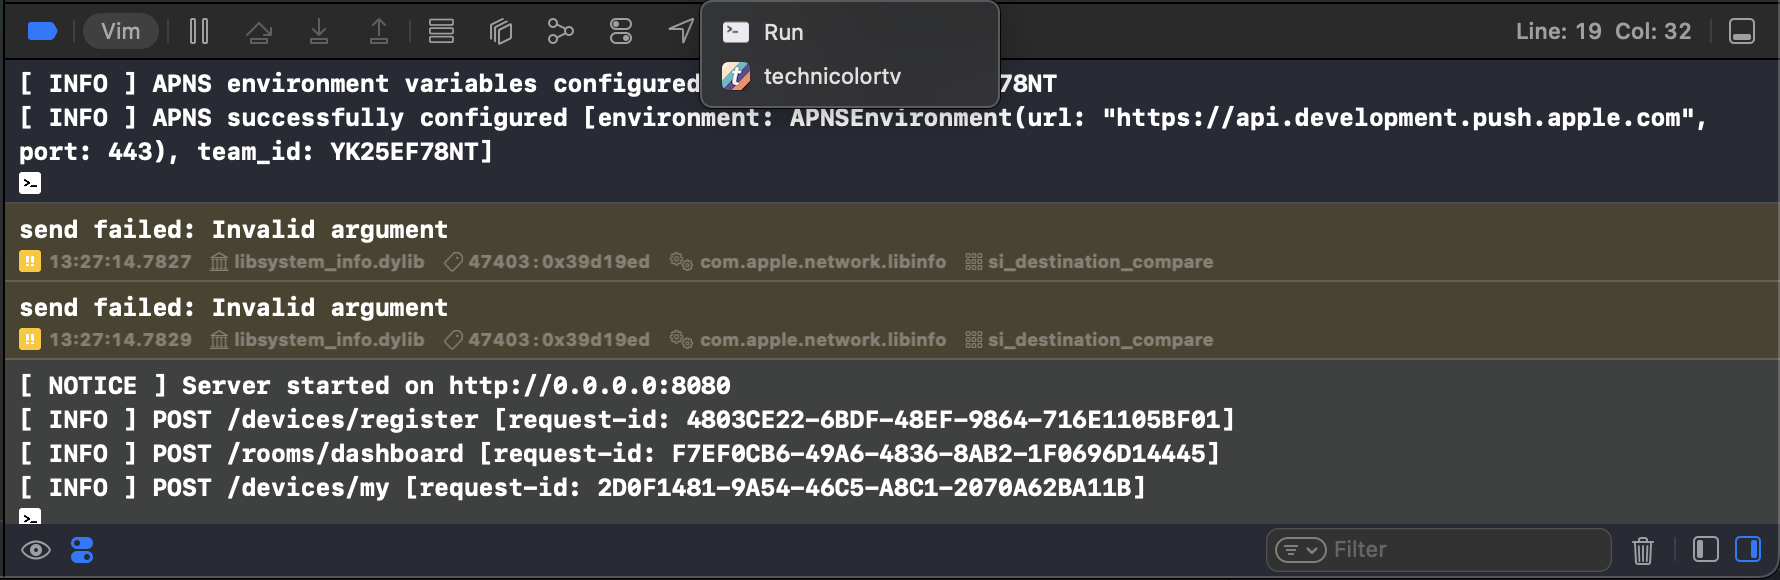 Vim
Run
technicolortv
Line: 19 Col: 32
[ INFO ] APNS environment variables configured 78NT
[ INFO ] APNS successfully configured [environment: APNSEnvironment(url: "https://api.development.push.apple.com",
port: 443), team_id: YK25EF78NT]
send failed: Invalid argument
13:27:14.7827 libsystem_info.dylib 47403:0x39d19ed com.apple.network.libinfo si_destination_compare
send failed: Invalid argument
13:27:14.7829 libsystem_info.dylib 47403:0x39d19ed com.apple.network.libinfo si_destination_compare
[ NOTICE ] Server started on http://0.0.0.0:8080
[ INFO ] POST /devices/register [request-id: 4803CE22-6BDF-48EF-9864-716E1105BF01]
[ INFO ] POST /rooms/dashboard [request-id: F7EF0CB6-49A6-4836-8AB2-1F0696D14445]
[ INFO ] POST /devices/my [request-id: 2D0F1481-9A54-46C5-A8C1-2070A62BA11B]
Filter